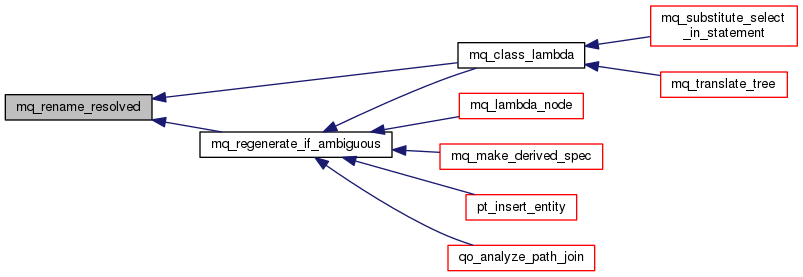 mq_substitute_select
_in_statement
mq_class_lambda
mq_translate_tree
mq_rename_resolved
mq_lambda_node
mq_regenerate_if_ambiguous
mq_make_derived_spec
pt_insert_entity
qo_analyze_path_join